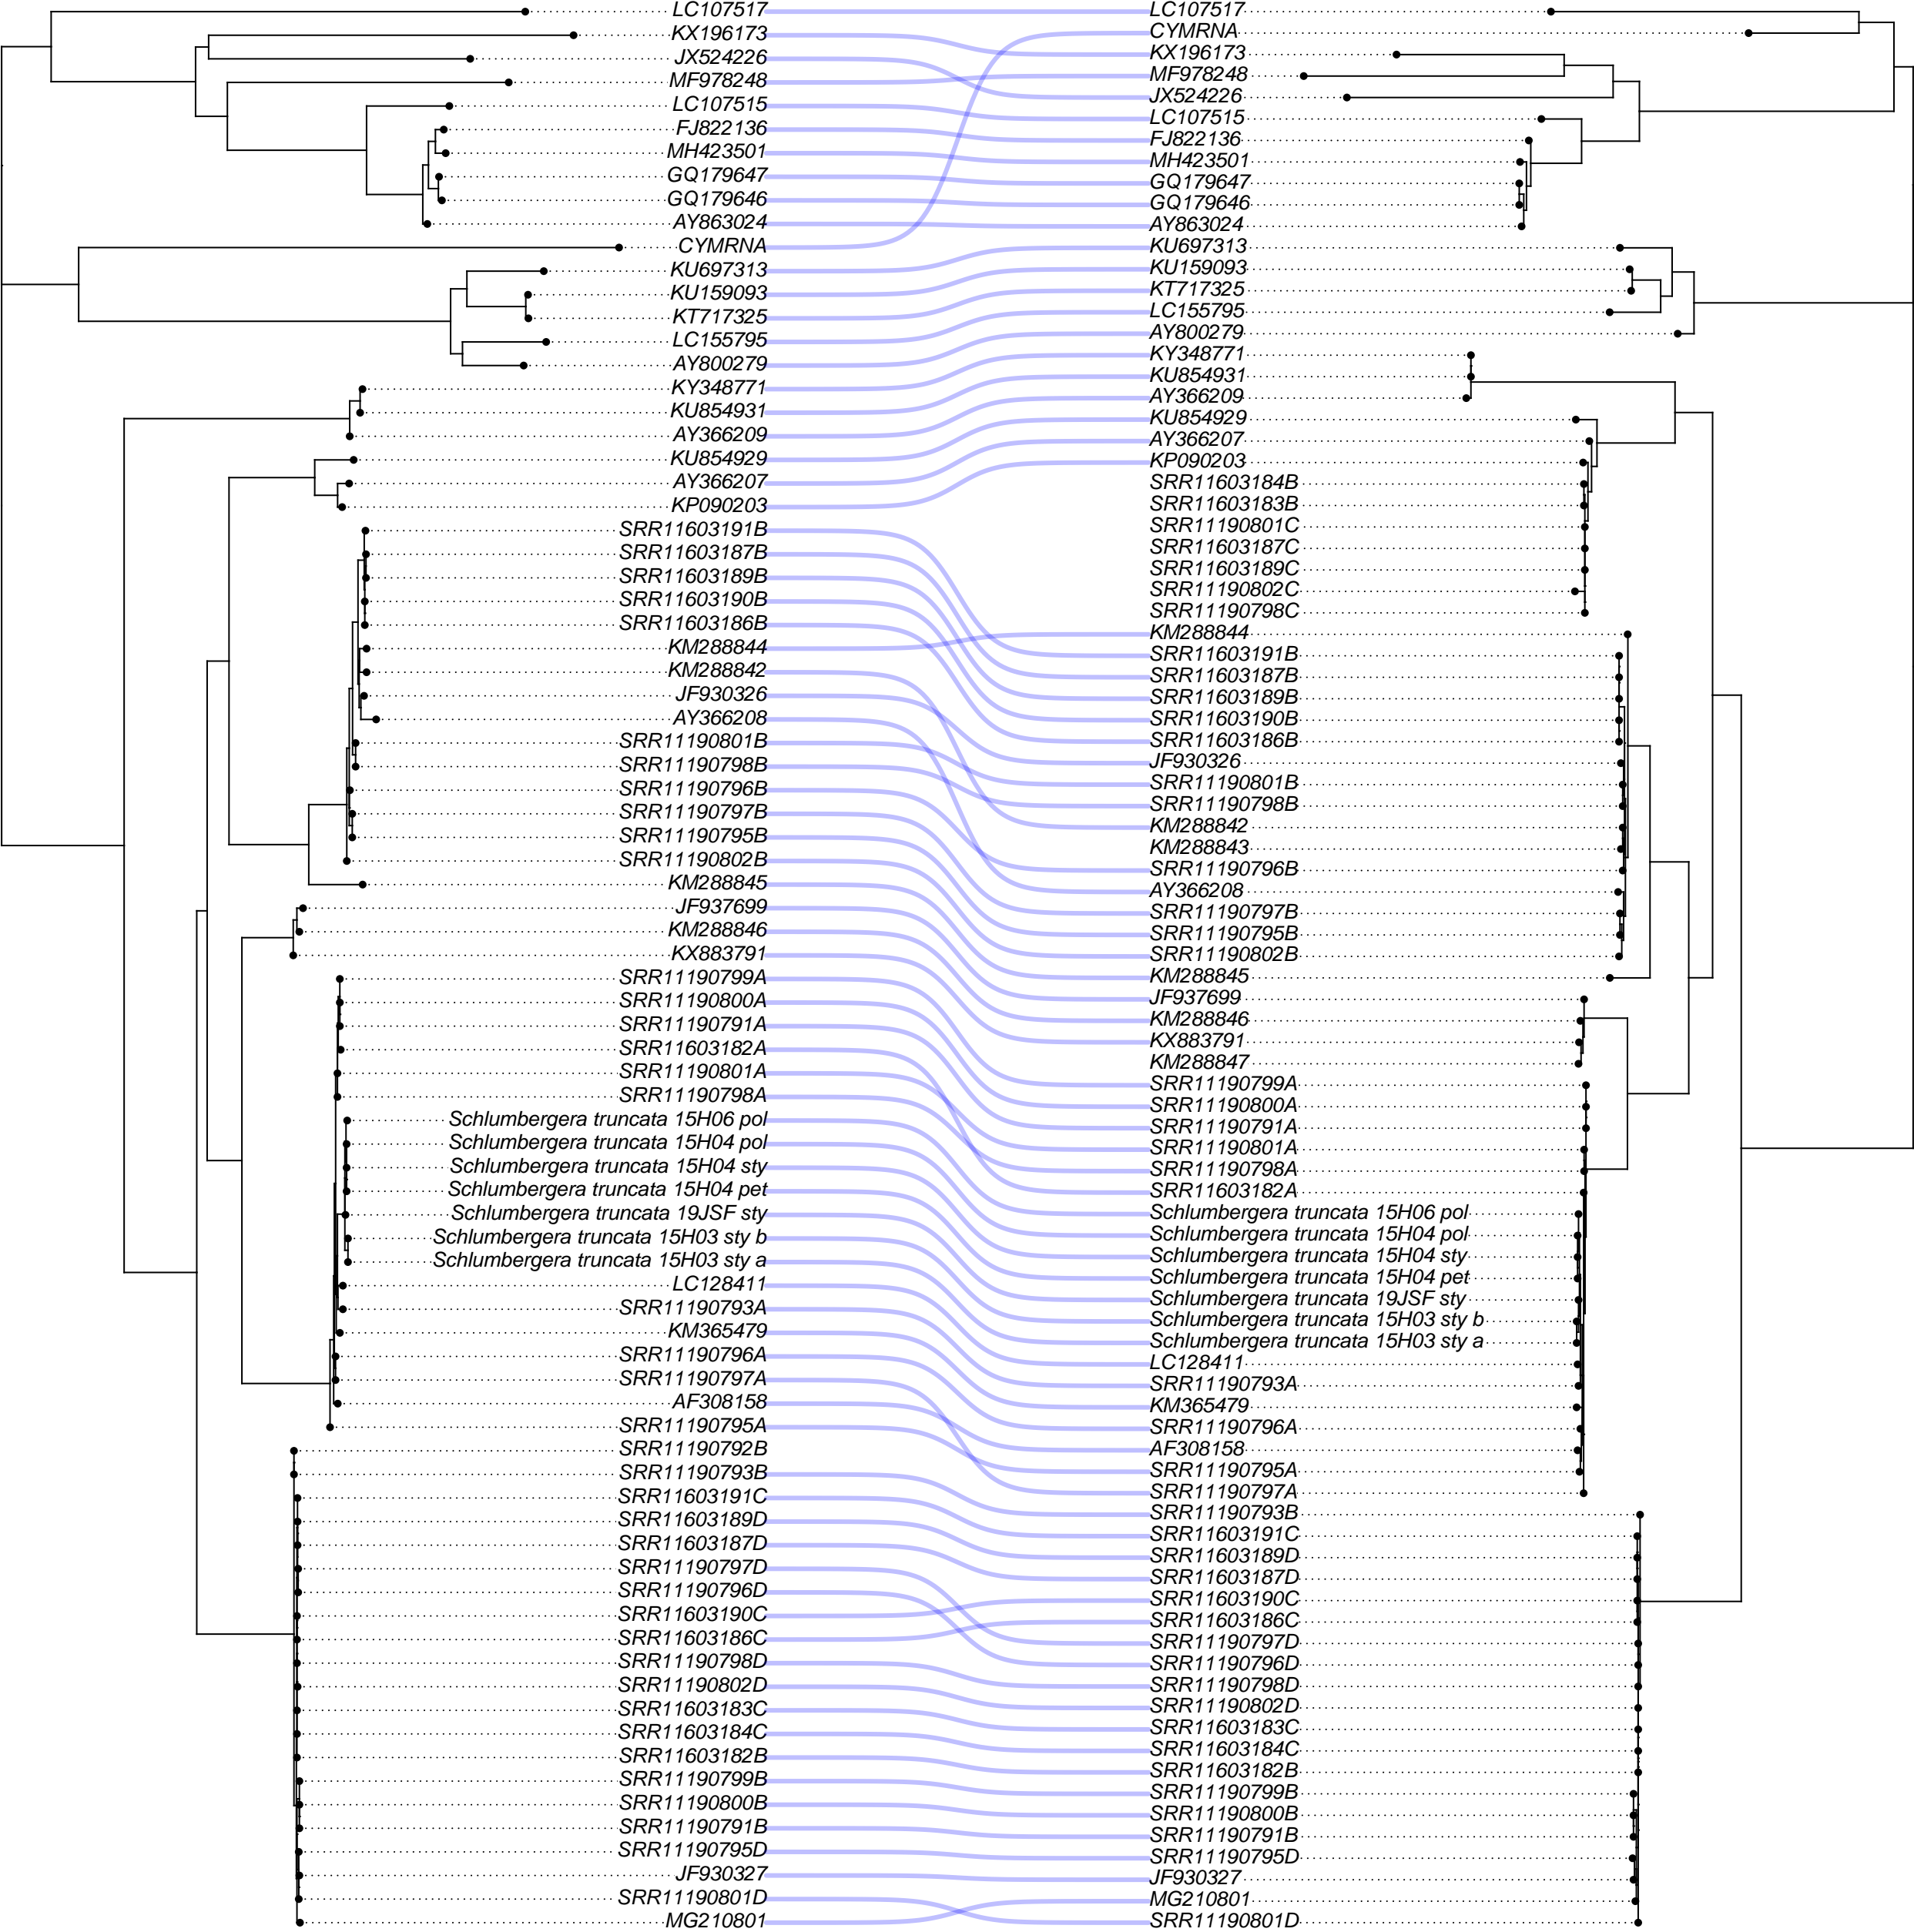 LC107517
KX196173
JX524226
MF978248
LC107515
FJ822136
MH423501
GQ179647
GQ179646
AY863024
CYMRNA
KU697313
KU159093
KT717325
LC155795
AY800279
KY348771
KU854931
AY366209
KU854929
AY366207
KP090203
SRR11603191B
SRR11603187B
SRR11603189B
SRR11603190B
SRR11603186B
KM288844
KM288842
JF930326
AY366208
SRR11190801B
SRR11190798B
SRR11190796B
SRR11190797B
SRR11190795B
SRR11190802B
KM288845
JF937699
KM288846
KX883791
SRR11190799A
SRR11190800A
SRR11190791A
SRR11603182A
SRR11190801A
SRR11190798A
Schlumbergera truncata 15H06 pol
Schlumbergera truncata 15H04 pol
Schlumbergera truncata 15H04 sty
Schlumbergera truncata 15H04 pet
Schlumbergera truncata 19JSF sty
Schlumbergera truncata 15H03 sty b
Schlumbergera truncata 15H03 sty a
LC128411
SRR11190793A
KM365479
SRR11190796A
SRR11190797A
AF308158
SRR11190795A
SRR11190792B
SRR11190793B
SRR11603191C
SRR11603189D
SRR11603187D
SRR11190797D
SRR11190796D
SRR11603190C
SRR11603186C
SRR11190798D
SRR11190802D
SRR11603183C
SRR11603184C
SRR11603182B
SRR11190799B
SRR11190800B
SRR11190791B
SRR11190795D
JF930327
SRR11190801D
MG210801
LC107517
CYMRNA
KX196173
MF978248
JX524226
LC107515
FJ822136
MH423501
GQ179647
GQ179646
AY863024
KU697313
KU159093
KT717325
LC155795
AY800279
KY348771
KU854931
AY366209
KU854929
AY366207
KP090203
SRR11603184B
SRR11603183B
SRR11190801C
SRR11603187C
SRR11603189C
SRR11190802C
SRR11190798C
KM288844
SRR11603191B
SRR11603187B
SRR11603189B
SRR11603190B
SRR11603186B
JF930326
SRR11190801B
SRR11190798B
KM288842
KM288843
SRR11190796B
AY366208
SRR11190797B
SRR11190795B
SRR11190802B
KM288845
JF937699
KM288846
KX883791
KM288847
SRR11190799A
SRR11190800A
SRR11190791A
SRR11190801A
SRR11190798A
SRR11603182A
Schlumbergera truncata 15H06 pol
Schlumbergera truncata 15H04 pol
Schlumbergera truncata 15H04 sty
Schlumbergera truncata 15H04 pet
Schlumbergera truncata 19JSF sty
Schlumbergera truncata 15H03 sty b
Schlumbergera truncata 15H03 sty a
LC128411
SRR11190793A
KM365479
SRR11190796A
AF308158
SRR11190795A
SRR11190797A
SRR11190793B
SRR11603191C
SRR11603189D
SRR11603187D
SRR11603190C
SRR11603186C
SRR11190797D
SRR11190796D
SRR11190798D
SRR11190802D
SRR11603183C
SRR11603184C
SRR11603182B
SRR11190799B
SRR11190800B
SRR11190791B
SRR11190795D
JF930327
MG210801
SRR11190801D